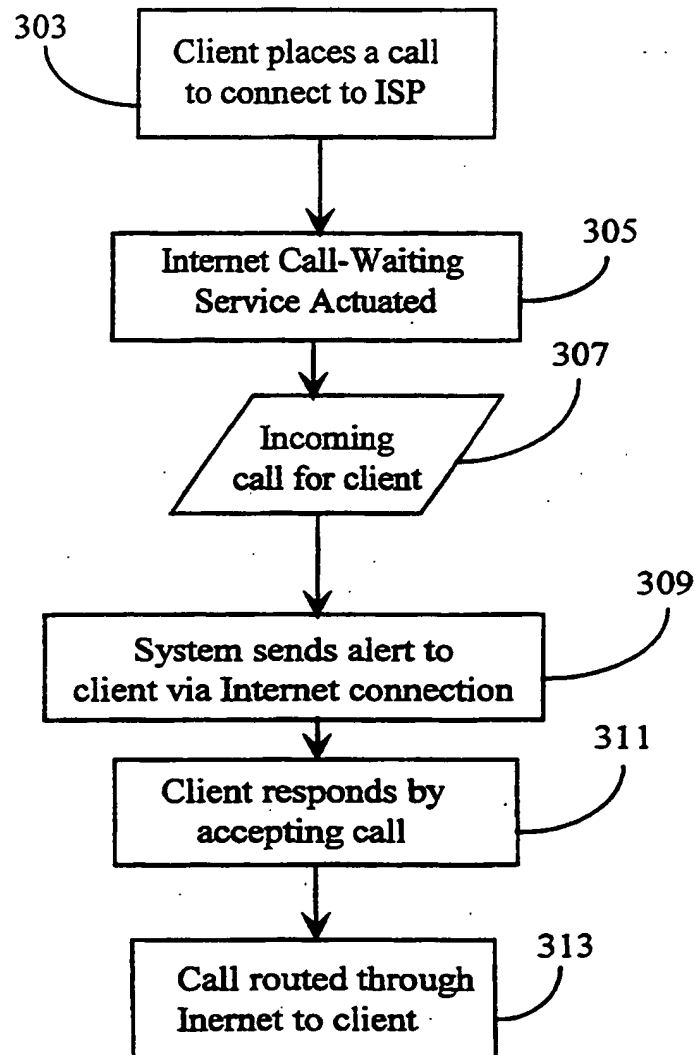 303
Client places a call
to connect to ISP
305
Internet Call-Waiting
Service Actuated
307
Incoming
call for client
309
System sends alert to
client via Internet connection
311
Client responds by
accepting call
313
Call routed through
Inernet to client